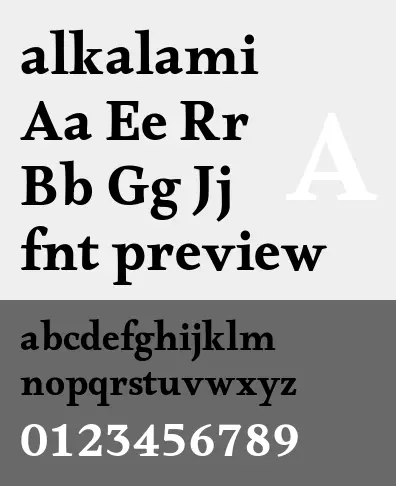 alkalami
Aa Ee Rr
Bb Gg Jj
A
fnt preview
abcdefghijklm
nopqrstuvwxyz
0123456789